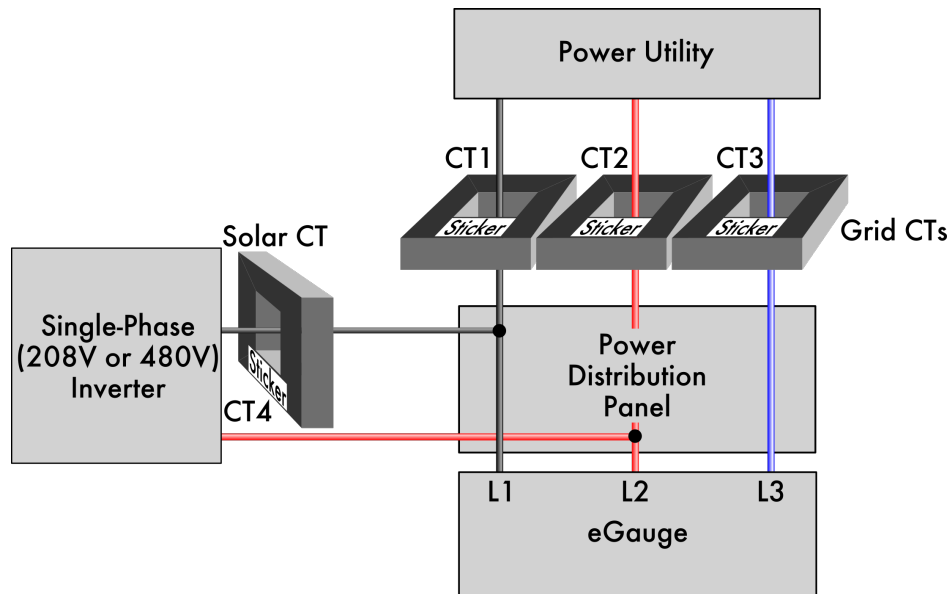 Power Utility
CT1
CT2
CT3
Sticker
Sticker
Sticker
Grid CTs
Solar CT
Single-Phase
(208V or 480V)
Inverter
Sticker
CT4
Power
Distribution
Panel
L1
L2
L3
eGauge